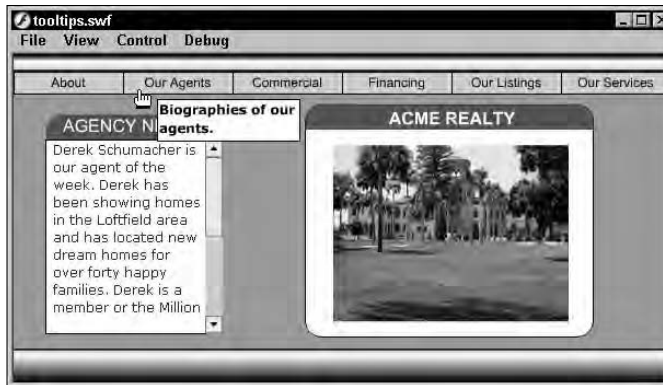 tooltips.swf
File View Control Debug
About Our Agents Commercial Financing Our Listings Our Services
Biographies of our
agents.
AGENCY
ACME REALTY
Derek Schumacher is
our agent of the
week. Derek has
been showing homes
in the Loftfield area
and has located new
dream homes for
over forty happy
families. Derek is a
member or the Million